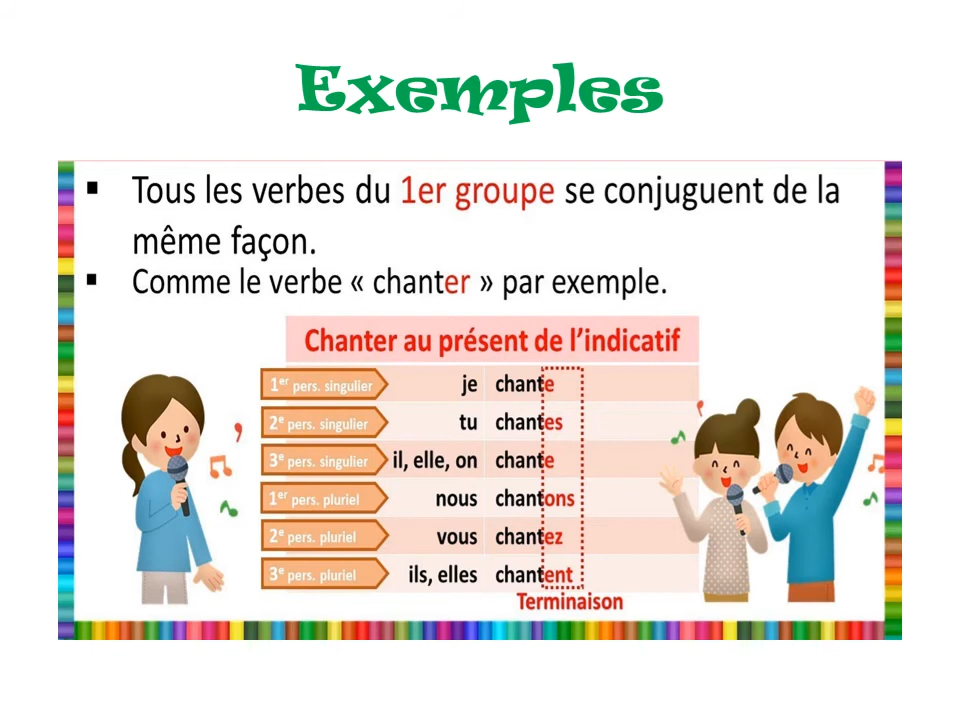 Exemples
▪ Tous les verbes du 1er groupe se conjuguent de la
même façon.
▪ Comme le verbe « chanter » par exemple.
Chanter au présent de l'indicatif
1er pers. singulier je chante
2e pers. singulier tu chantes
3e pers. singulier il, elle, on chante
1er pers. pluriel nous chantons
2e pers. pluriel vous chantez
3e pers. pluriel ils, elles chantent
Terminaison